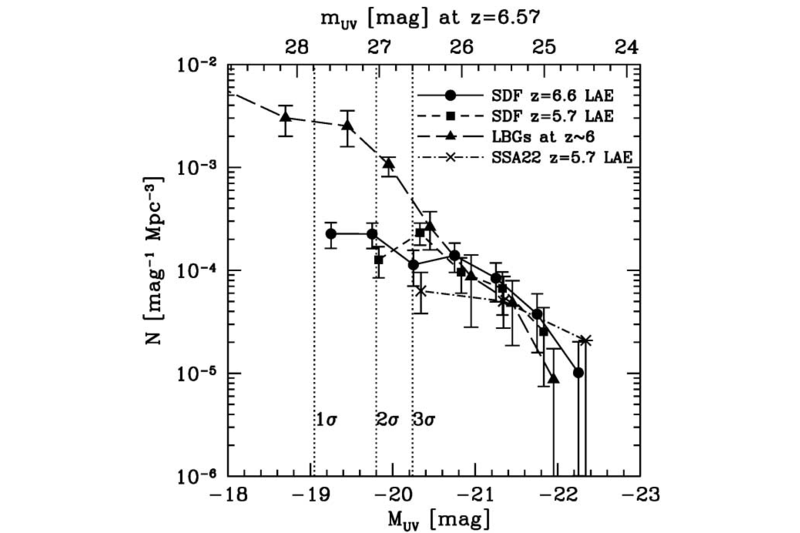 m_UV [mag] at z=6.57
28 27 26 25 24
10⁻²
SDF z=6.6 LAE
SDF z=5.7 LAE
LBGs at z~6
SSA22 z=5.7 LAE
10⁻³
N [mag⁻¹ Mpc⁻³]
10⁻⁴
10⁻⁵
1σ 2σ 3σ
10⁻⁶
−18 −19 −20 −21 −22 −23
M_UV [mag]